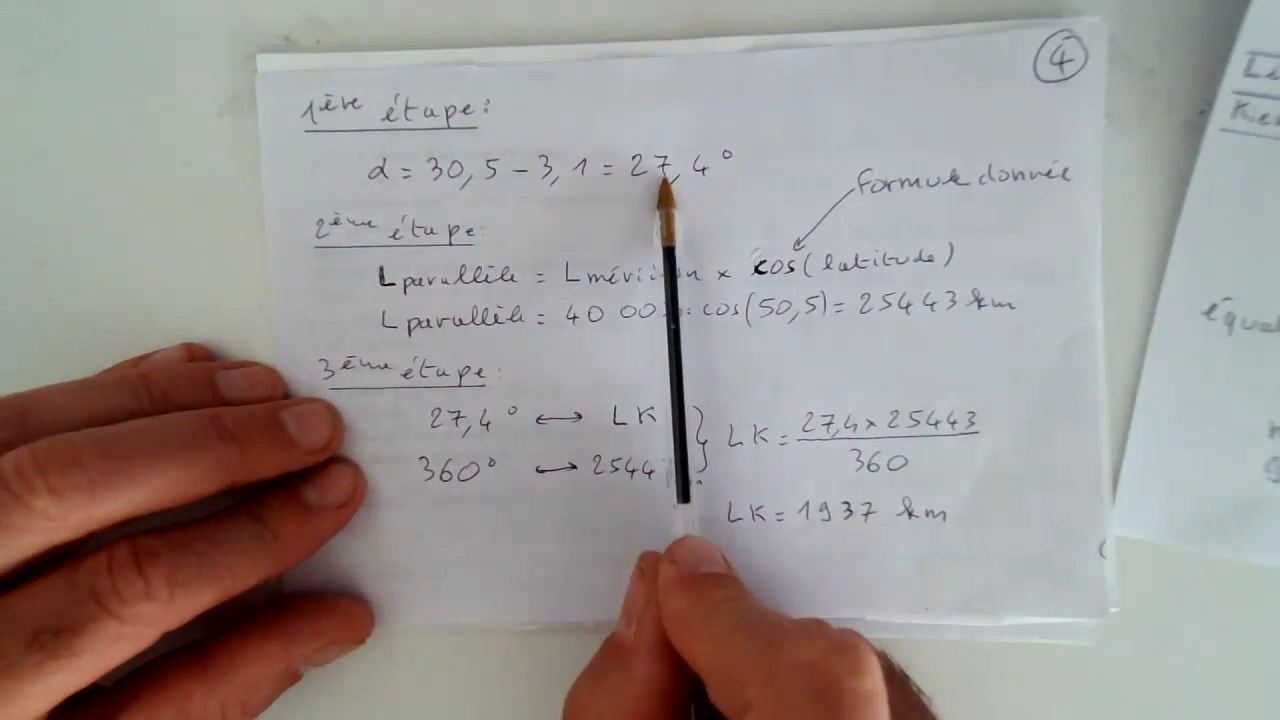 4
1ère étape:
α = 30,5 - 3,1 = 27,4°
formule donnée
2ème étape:
L parallèle = L méridien × cos(latitude)
L parallèle = 40 00 cos(50,5) = 25443 km
3ème étape:
27,4° ↔ LK
360° ↔ 2544
LK = 27,4 × 25443 / 360
LK = 1937 km
équa